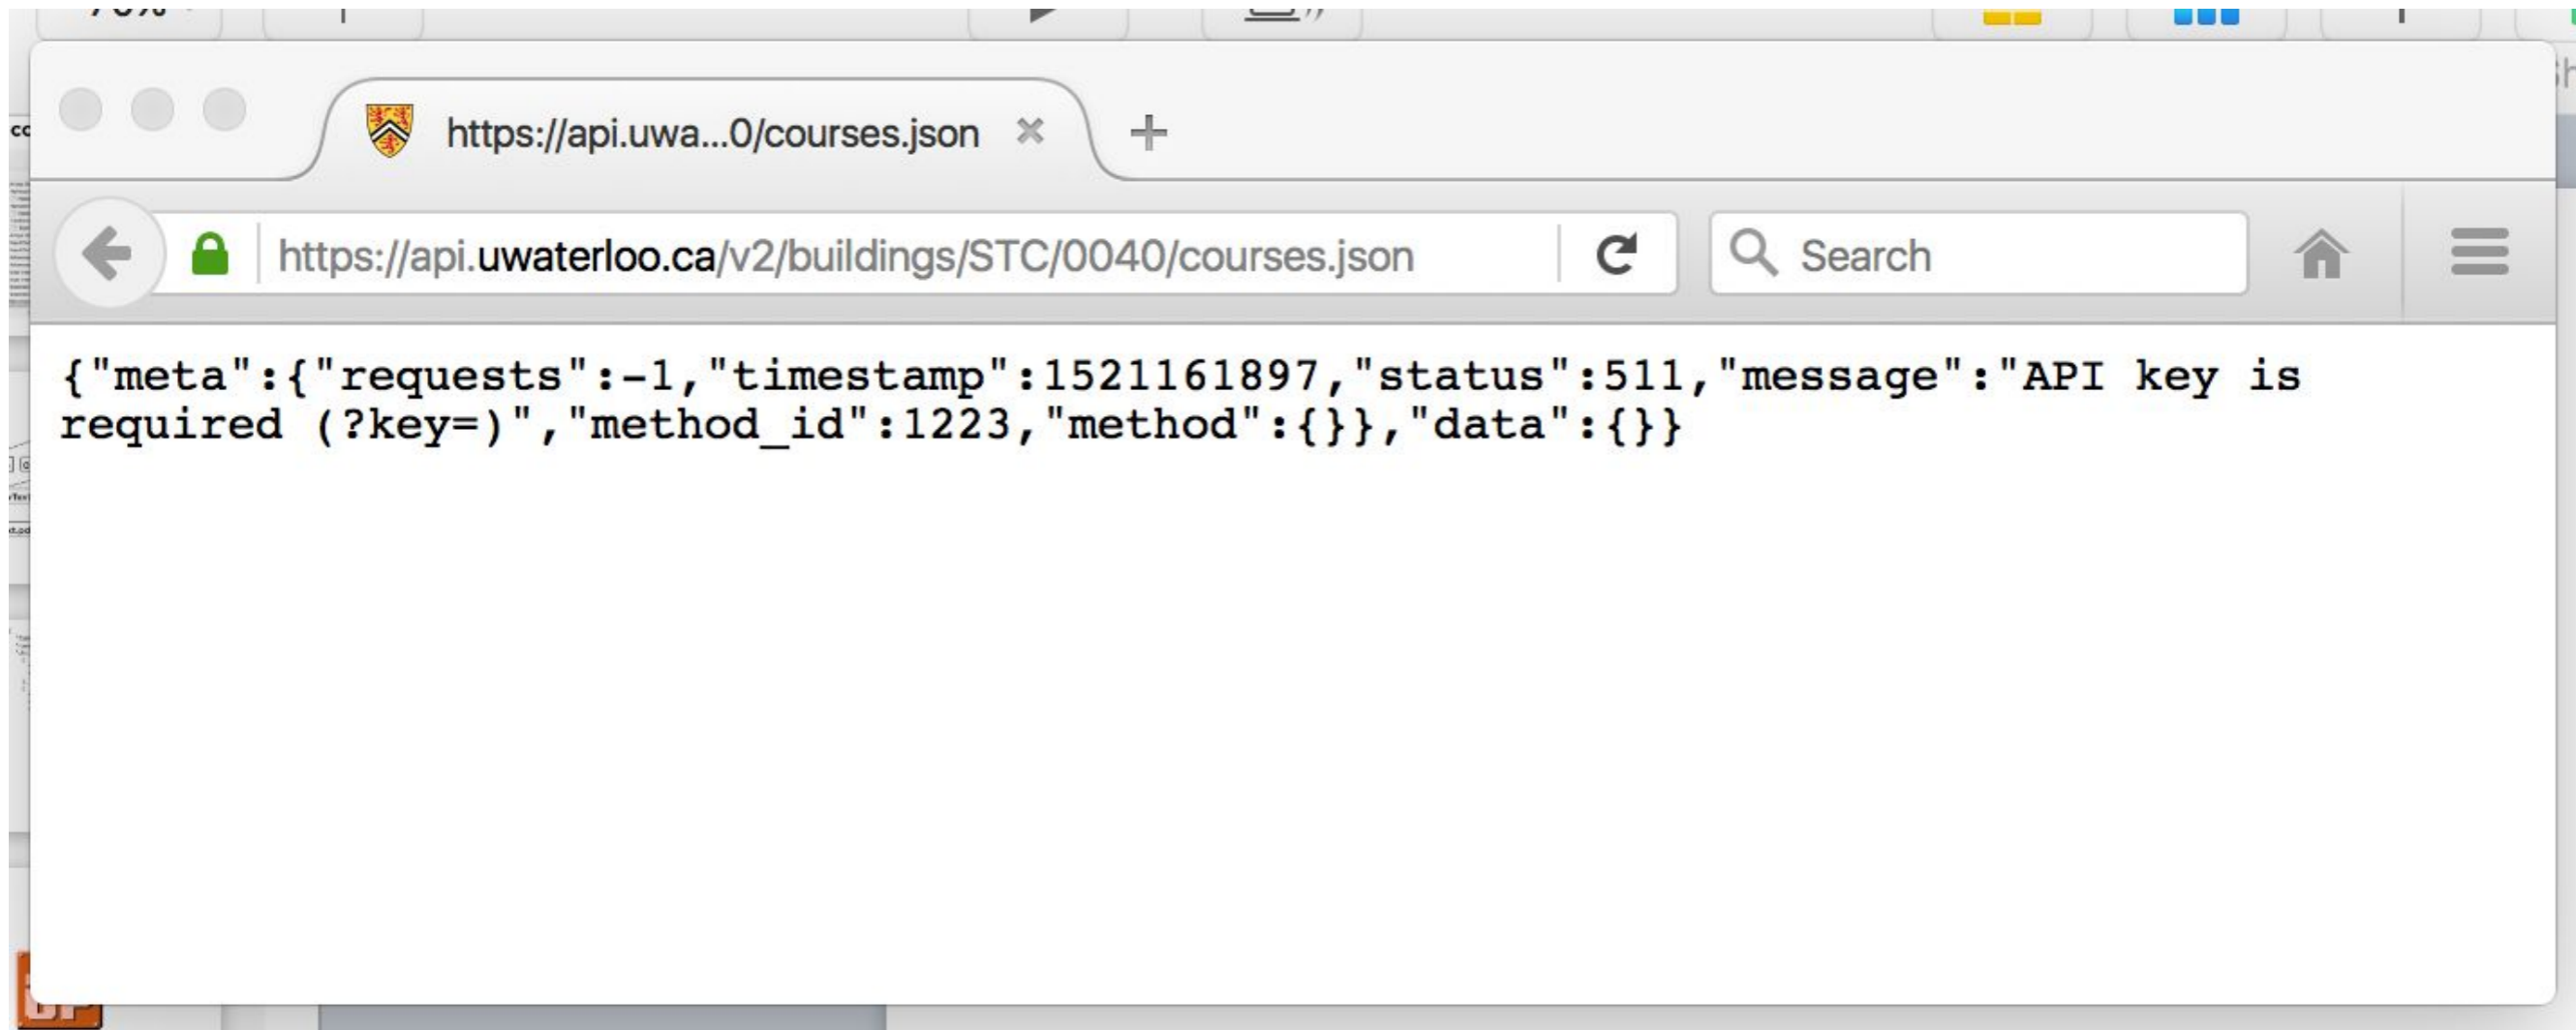 https://api.uwa...0/courses.json
https://api.uwaterloo.ca/v2/buildings/STC/0040/courses.json
Search
{"meta":{"requests":-1,"timestamp":1521161897,"status":511,"message":"API key is
required (?key=)","method_id":1223,"method":{}},"data":{}}